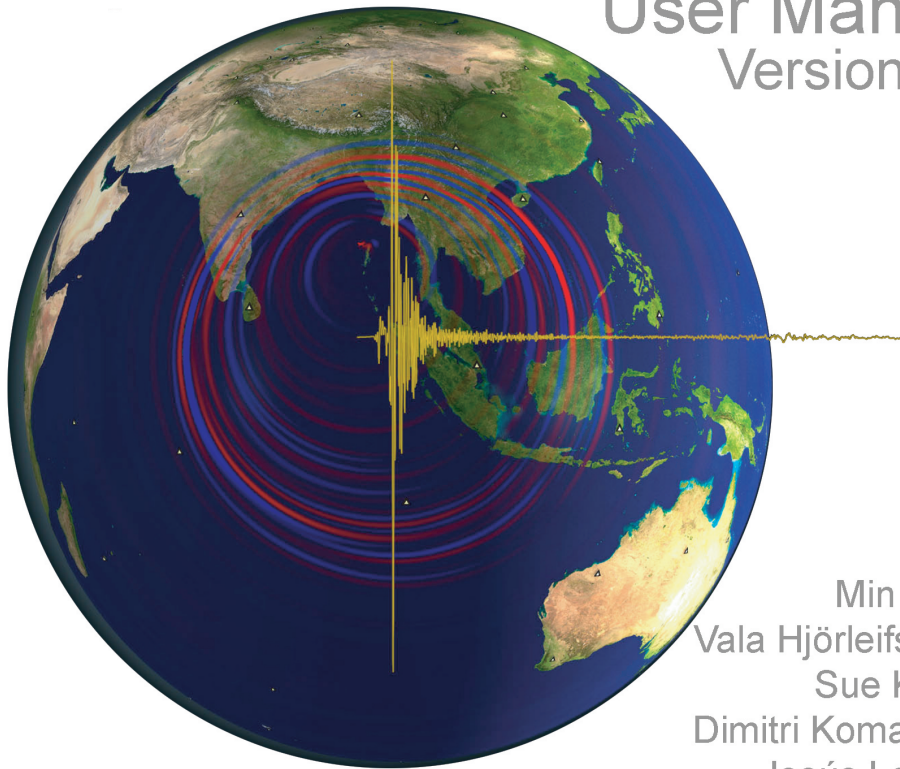 User Man
Version
Min
Vala Hjörleifs
Sue K
Dimitri Koma